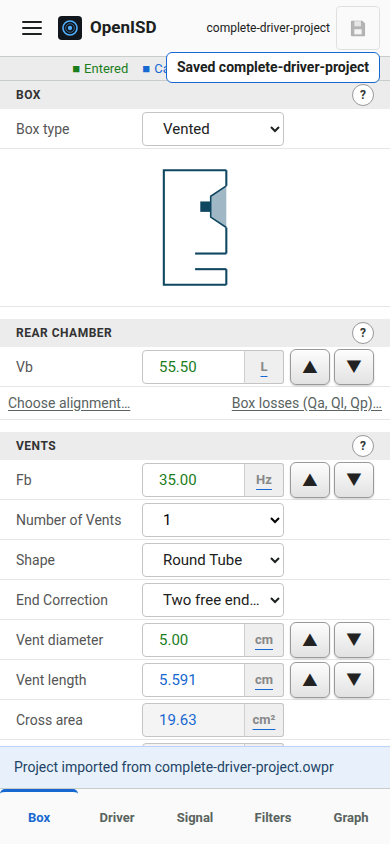 OpenISD
complete-driver-project
Entered
Saved complete-driver-project
BOX
?
Box type
Vented
REAR CHAMBER
?
Vb
55.50
L
Choose alignment...
Box losses (Qa, Ql, Qp)...
VENTS
?
Fb
35.00
Hz
Number of Vents
1
Shape
Round Tube
End Correction
Two free end...
Vent diameter
5.00
cm
Vent length
5.591
cm
Cross area
19.63
cm²
Project imported from complete-driver-project.owpr
Box
Driver
Signal
Filters
Graph